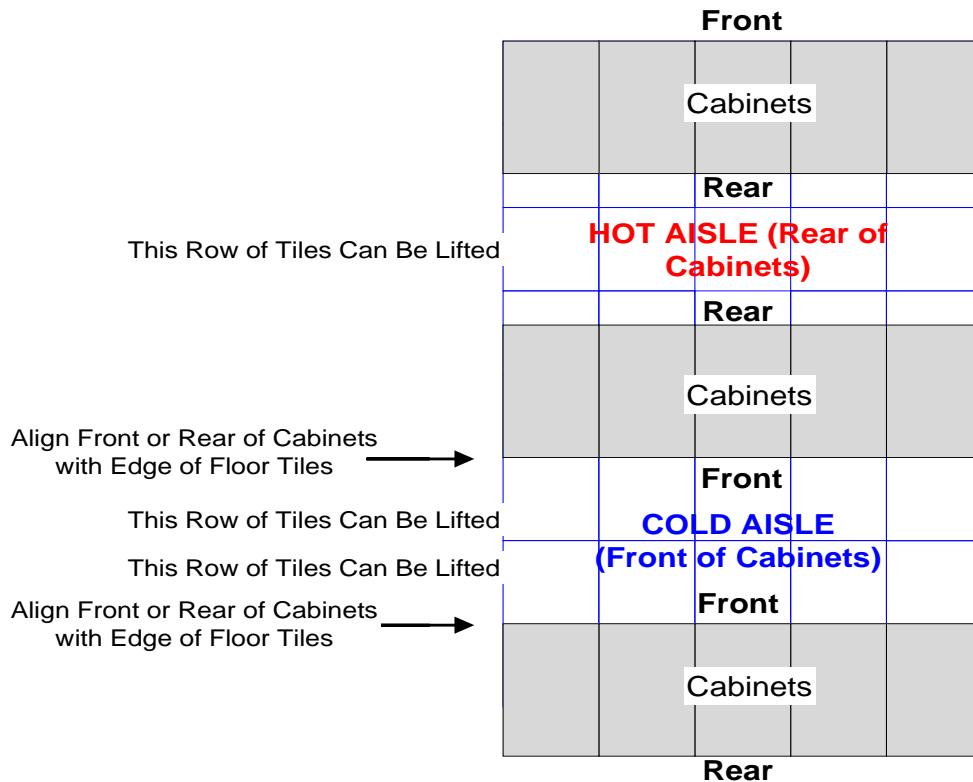 Front
Cabinets
Rear
This Row of Tiles Can Be Lifted
HOT AISLE (Rear of
Cabinets)
Rear
Cabinets
Align Front or Rear of Cabinets
with Edge of Floor Tiles
Front
This Row of Tiles Can Be Lifted
COLD AISLE
(Front of Cabinets)
This Row of Tiles Can Be Lifted
Front
Align Front or Rear of Cabinets
with Edge of Floor Tiles
Cabinets
Rear